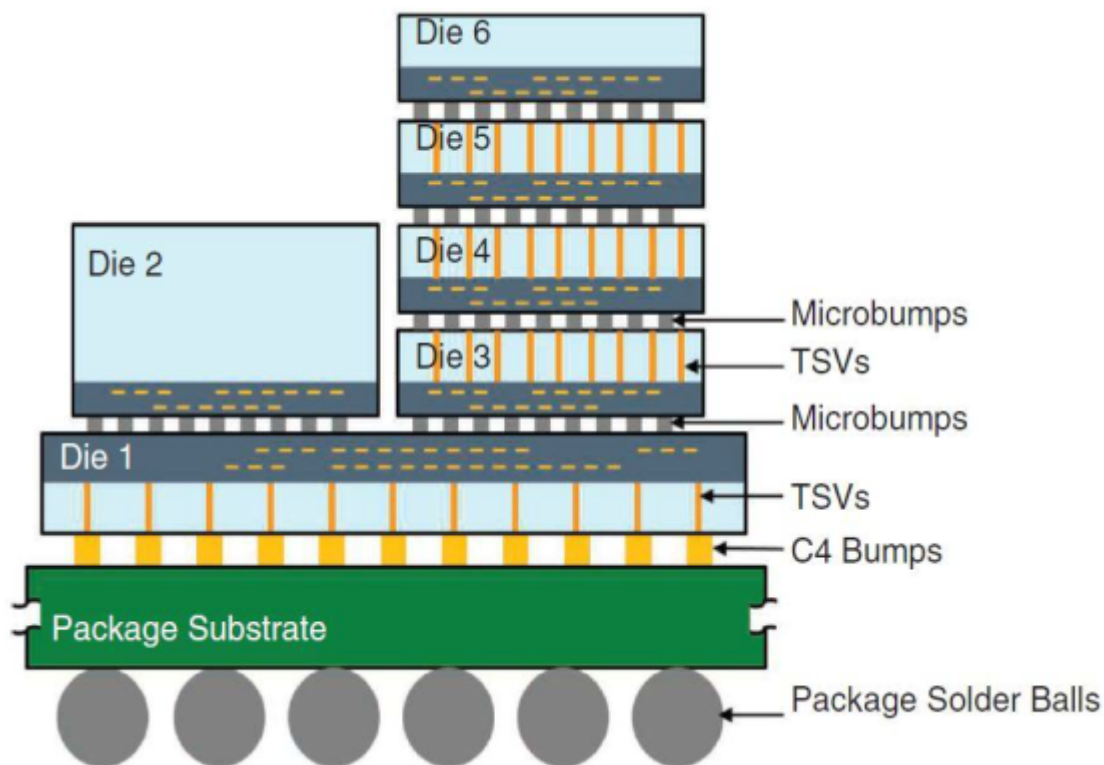 Die 6
Die 5
Die 2
Die 4
Microbumps
Die 3
TSVs
Microbumps
Die 1
TSVs
C4 Bumps
Package Substrate
Package Solder Balls